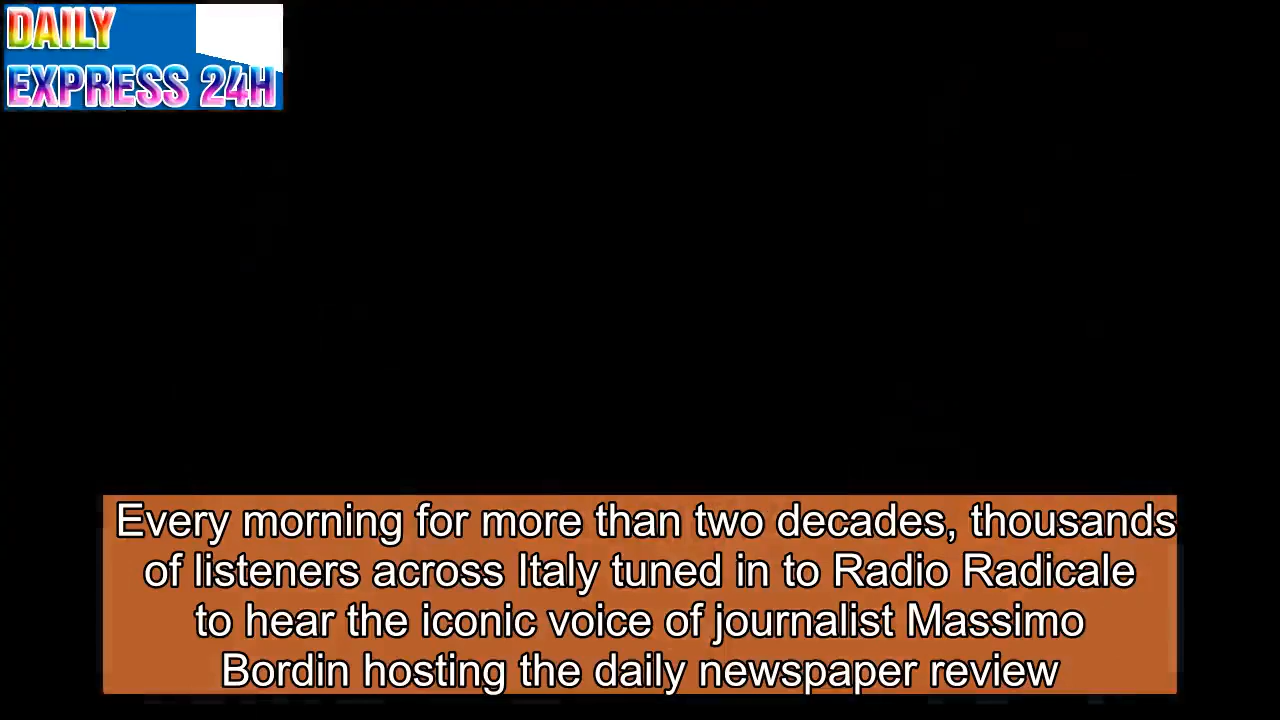 DAILY
EXPRESS 24H
Every morning for more than two decades, thousands
of listeners across Italy tuned in to Radio Radicale
to hear the iconic voice of journalist Massimo
Bordin hosting the daily newspaper review